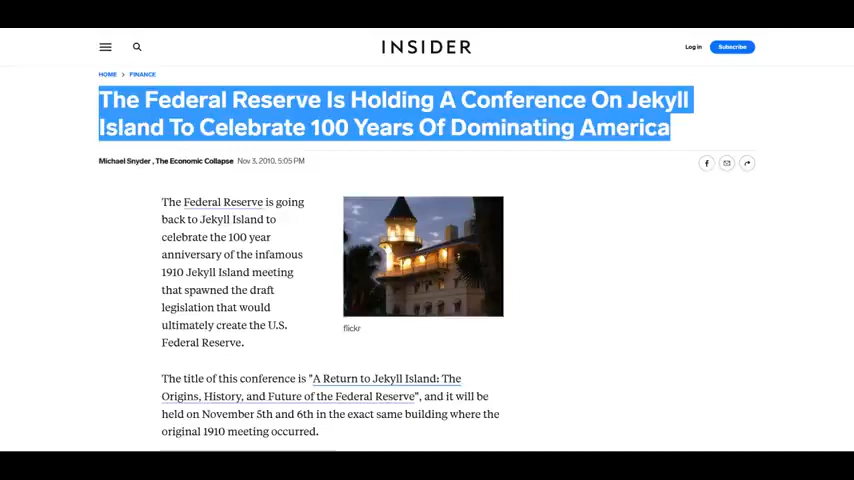 INSIDER
Log in
Subscribe
HOME > FINANCE
The Federal Reserve Is Holding A Conference On Jekyll
Island To Celebrate 100 Years Of Dominating America
Michael Snyder , The Economic Collapse Nov 3, 2010, 5:05 PM
The Federal Reserve is going
back to Jekyll Island to
celebrate the 100 year
anniversary of the infamous
1910 Jekyll Island meeting
that spawned the draft
legislation that would
ultimately create the U.S.
Federal Reserve.
flickr
The title of this conference is "A Return to Jekyll Island: The
Origins, History, and Future of the Federal Reserve", and it will be
held on November 5th and 6th in the exact same building where the
original 1910 meeting occurred.